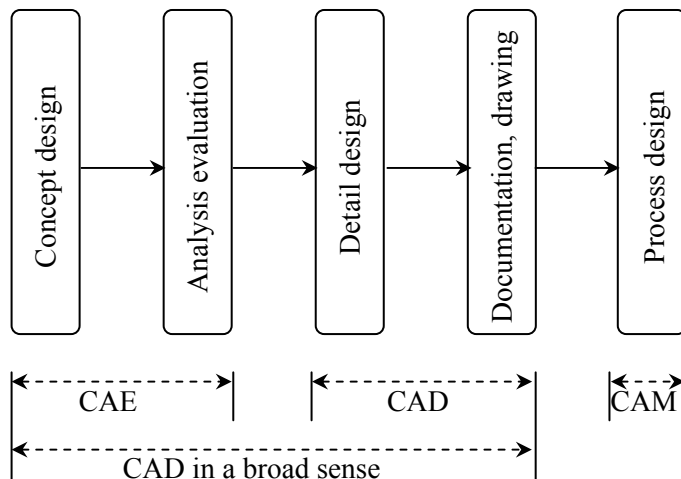 Concept design
Analysis evaluation
Detail design
Documentation, drawing
Process design
CAE
CAD
CAM
CAD in a broad sense